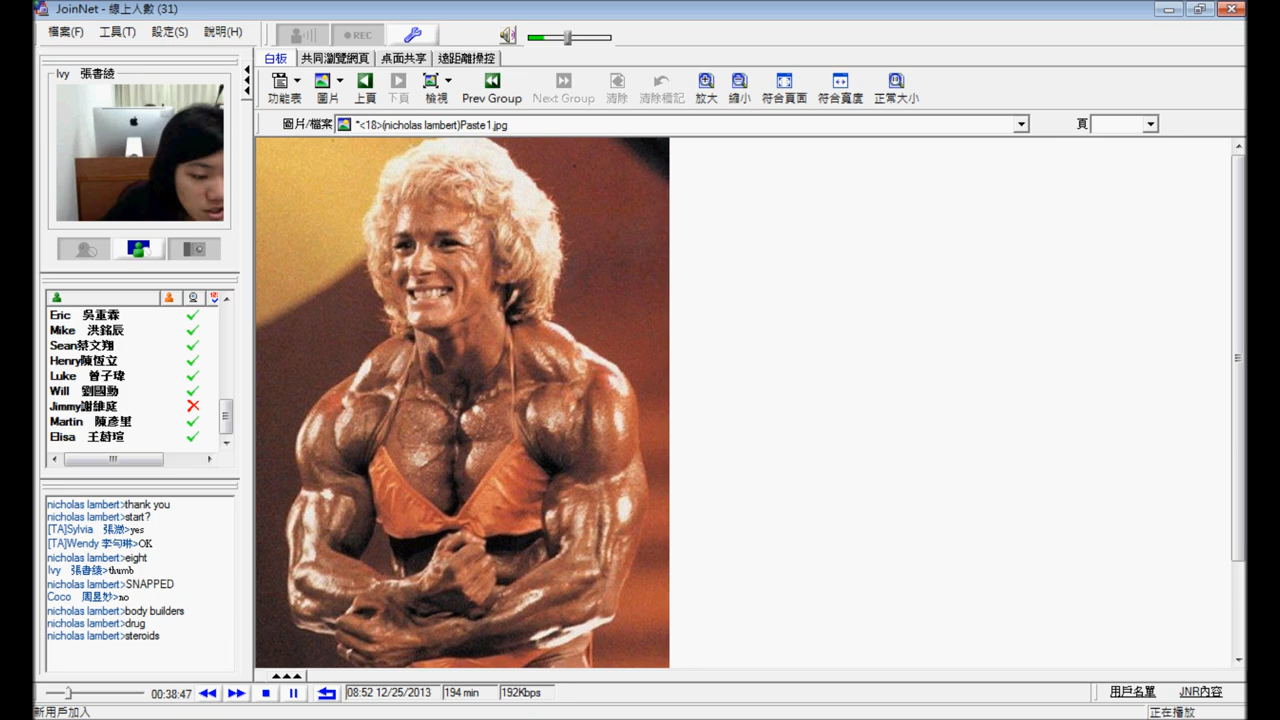 JoinNet - 線上人數 (31)
檔案(F) 工具(T) 設定(S) 說明(H)
REC
白板 共同瀏覽網頁 桌面共享 遠距離操控
功能表 圖片 上頁 下頁 檢視 Prev Group Next Group 清除 清除標記 放大 縮小 符合頁面 符合寬度 正常大小
圖片/檔案 *<18>(nicholas lambert)Paste1.jpg 頁
Ivy 張書綾
Eric 吳重霖
Mike 洪銘辰
Sean蔡文翔
Henry陳恆立
Luke 曾子瑋
Will 劉國勳
Jimmy謝維庭
Martin 陳彥里
Elisa 王蔚瑄
nicholas lambert>thank you
nicholas lambert>start?
[TA]Sylvia 張溦>yes
[TA]Wendy 李勻琳>OK
nicholas lambert>eight
Ivy 張書綾>thumb
nicholas lambert>SNAPPED
Coco 周昱妙>no
nicholas lambert>body builders
nicholas lambert>drug
nicholas lambert>steroids
00:38:47 08:52 12/25/2013 194 min 192Kbps 用戶名單 JNR內容
新用戶加入 正在播放